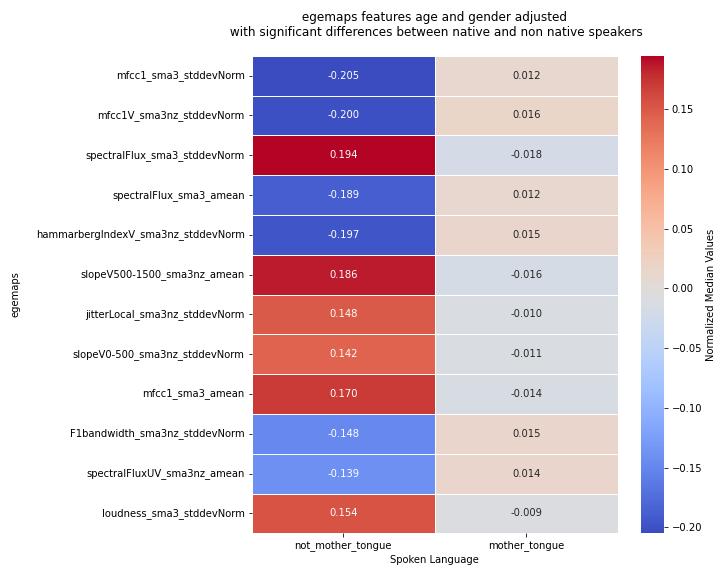 egemaps features age and gender adjusted
with significant differences between native and non native speakers
egemaps
mfcc1_sma3_stddevNorm -0.205 0.012
mfcc1V_sma3nz_stddevNorm -0.200 0.016
spectralFlux_sma3_stddevNorm 0.194 -0.018
spectralFlux_sma3_amean -0.189 0.012
hammarbergIndexV_sma3nz_stddevNorm -0.197 0.015
slopeV500-1500_sma3nz_amean 0.186 -0.016
jitterLocal_sma3nz_stddevNorm 0.148 -0.010
slopeV0-500_sma3nz_stddevNorm 0.142 -0.011
mfcc1_sma3_amean 0.170 -0.014
F1bandwidth_sma3nz_stddevNorm -0.148 0.015
spectralFluxUV_sma3nz_amean -0.139 0.014
loudness_sma3_stddevNorm 0.154 -0.009
not_mother_tongue mother_tongue
Spoken Language
0.15
0.10
0.05
0.00
−0.05
−0.10
−0.15
−0.20
Normalized Median Values